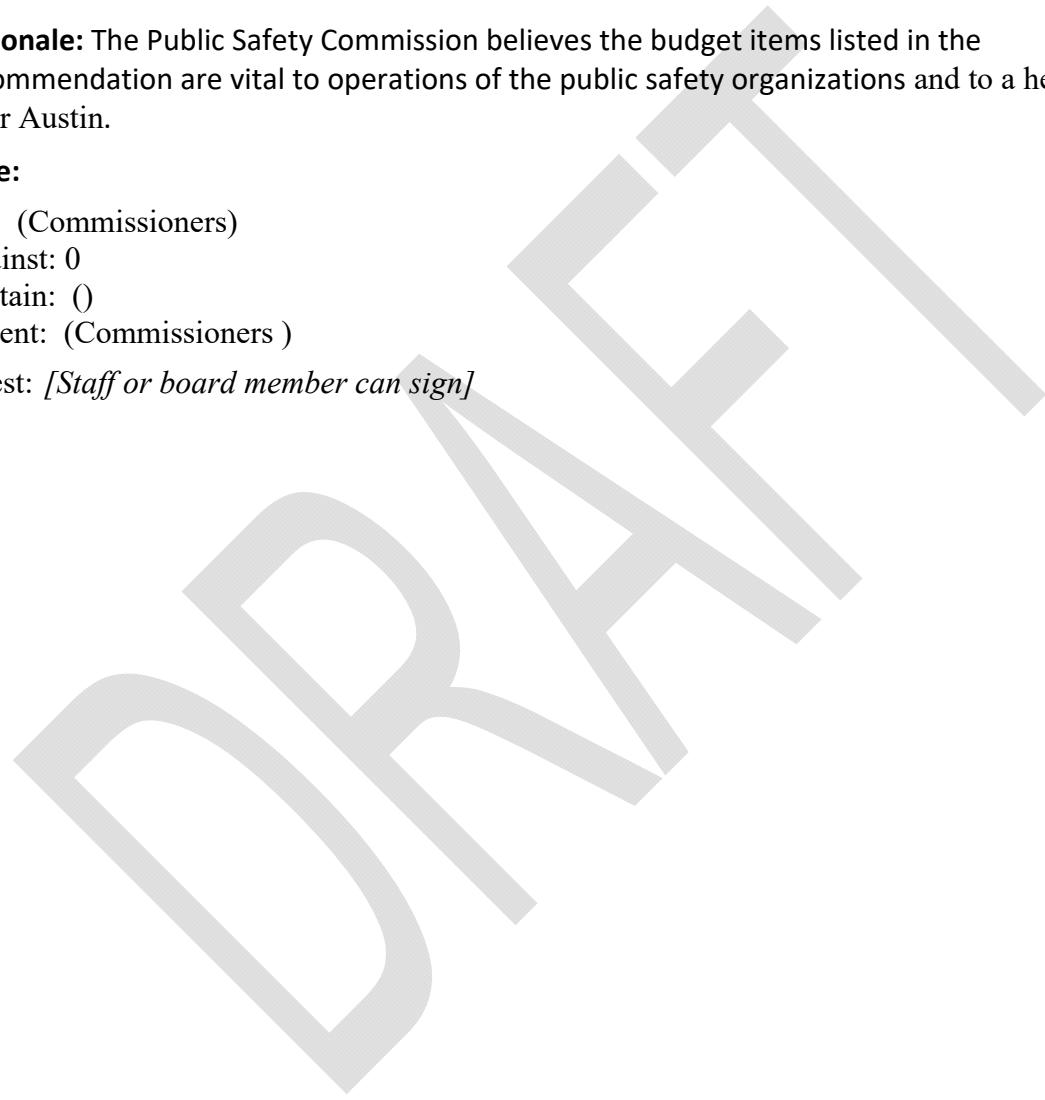 onale: The Public Safety Commission believes the budget items listed in the
ommendation are vital to operations of the public safety organizations and to a he
r Austin.
e:
(Commissioners)
inst: 0
tain: ()
ent: (Commissioners )
est: [Staff or board member can sign]
DRAFT